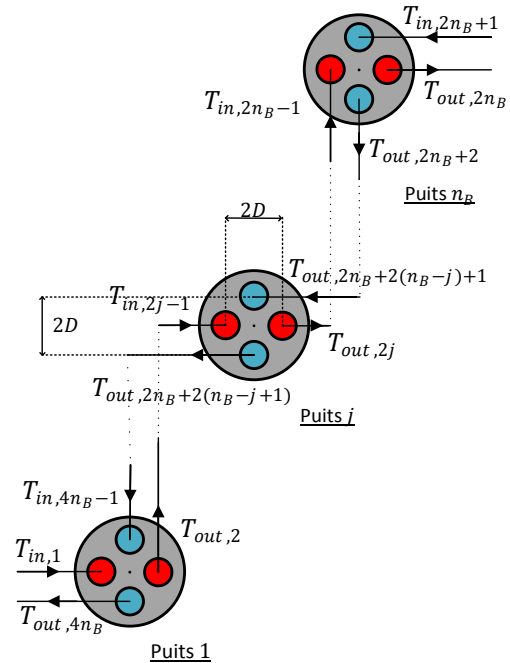 T_{in,2n_B+1}
T_{out,2n_B}
T_{in,2n_B-1}
T_{out,2n_B+2}
Puits n_B
2D
T_{out,2n_B+2(n_B-j)+1}
T_{in,2j-1}
2D
T_{out,2j}
T_{out,2n_B+2(n_B-j+1)}
Puits j
T_{in,4n_B-1}
T_{out,2}
T_{in,1}
T_{out,4n_B}
Puits 1